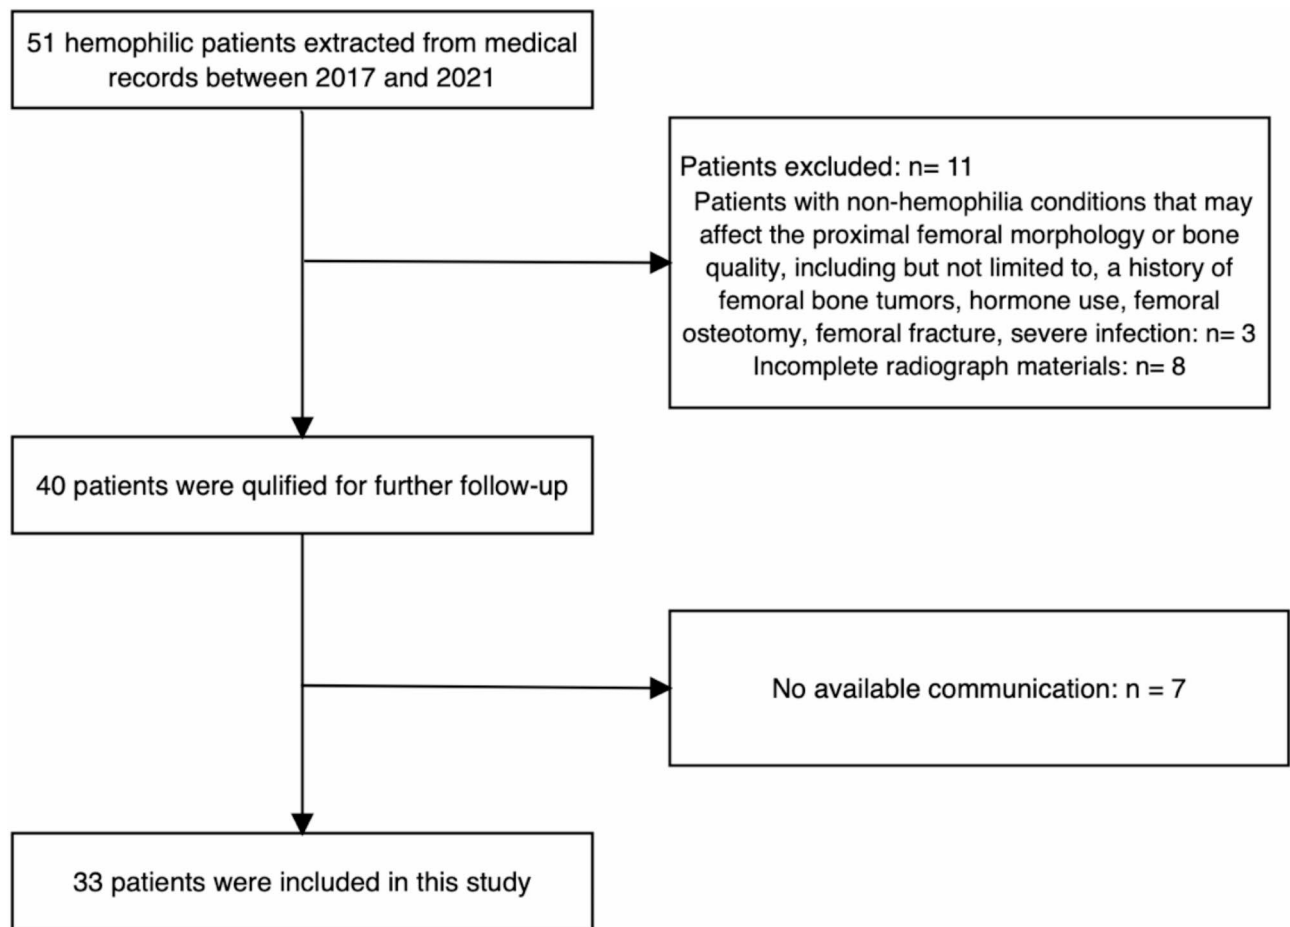 51 hemophilic patients extracted from medical
records between 2017 and 2021
Patients excluded: n= 11
Patients with non-hemophilia conditions that may
affect the proximal femoral morphology or bone
quality, including but not limited to, a history of
femoral bone tumors, hormone use, femoral
osteotomy, femoral fracture, severe infection: n= 3
Incomplete radiograph materials: n= 8
40 patients were qulified for further follow-up
No available communication: n = 7
33 patients were included in this study